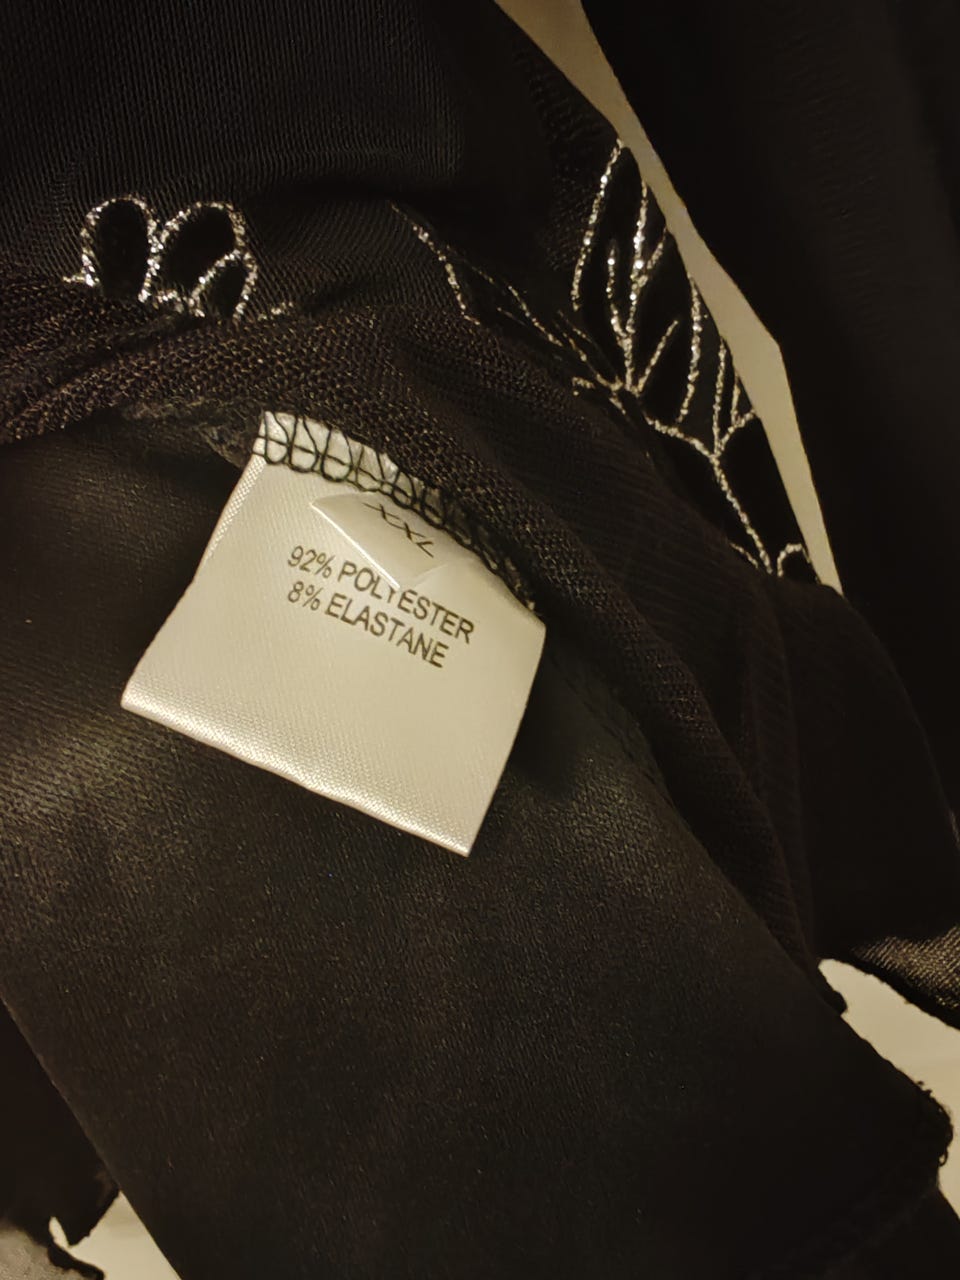 XXL
92% POLYESTER
8% ELASTANE